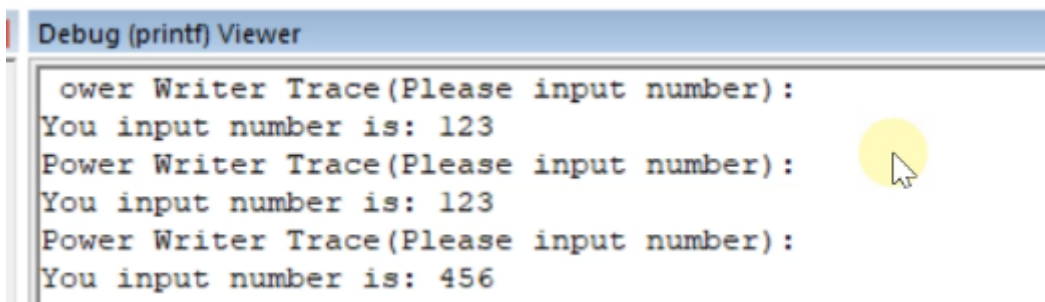 Debug (printf) Viewer
ower Writer Trace(Please input number):
You input number is: 123
Power Writer Trace(Please input number):
You input number is: 123
Power Writer Trace(Please input number):
You input number is: 456